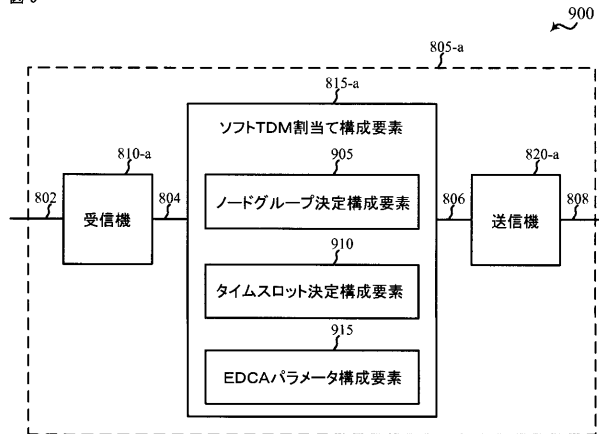 900
805-a
815-a
ソフトTDM割当て構成要素
810-a
905
820-a
802
受信機
804
ノードグループ決定構成要素
806
送信機
808
910
タイムスロット決定構成要素
915
EDCAパラメータ構成要素